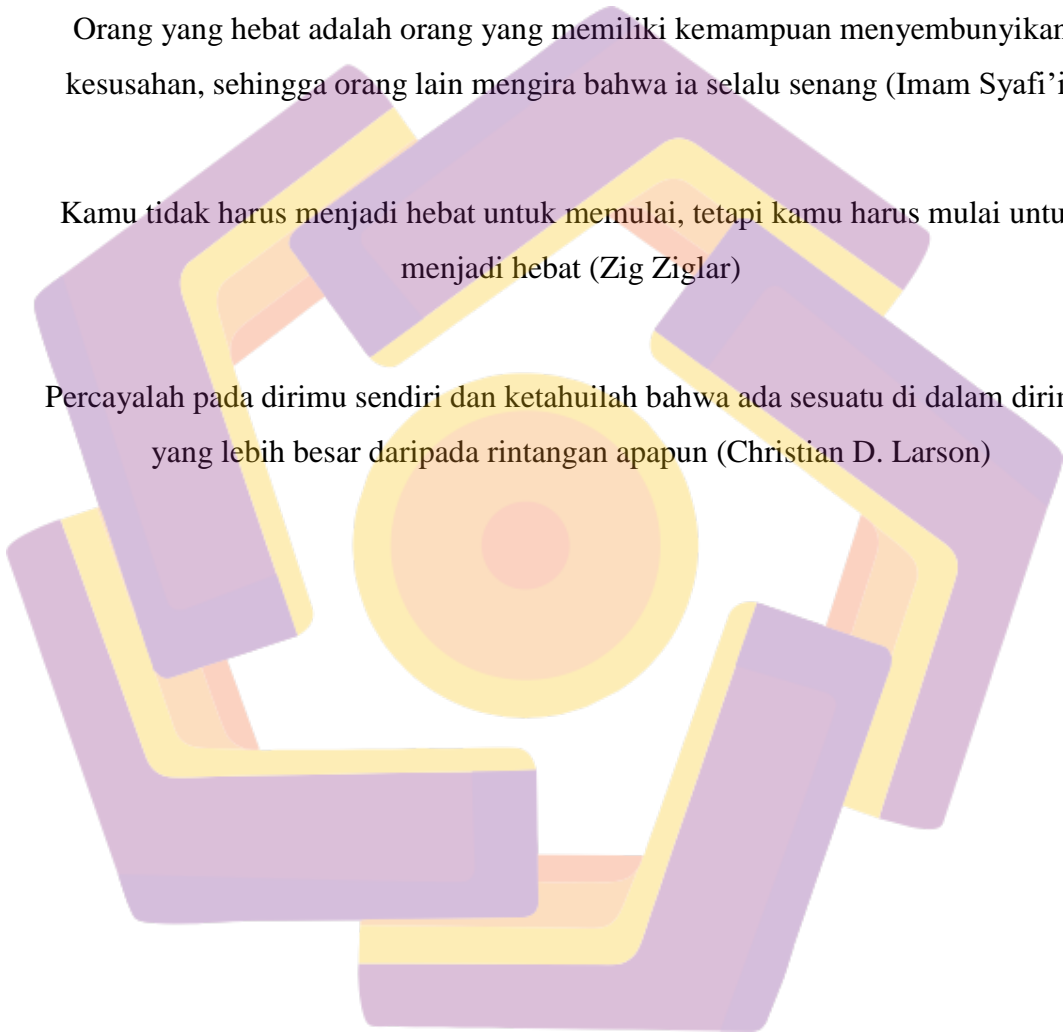 Orang yang hebat adalah orang yang memiliki kemampuan menyembunyikan
kesusahan, sehingga orang lain mengira bahwa ia selalu senang (Imam Syafi’i
Kamu tidak harus menjadi hebat untuk memulai, tetapi kamu harus mulai untu
menjadi hebat (Zig Ziglar)
Percayalah pada dirimu sendiri dan ketahuilah bahwa ada sesuatu di dalam dirim
yang lebih besar daripada rintangan apapun (Christian D. Larson)